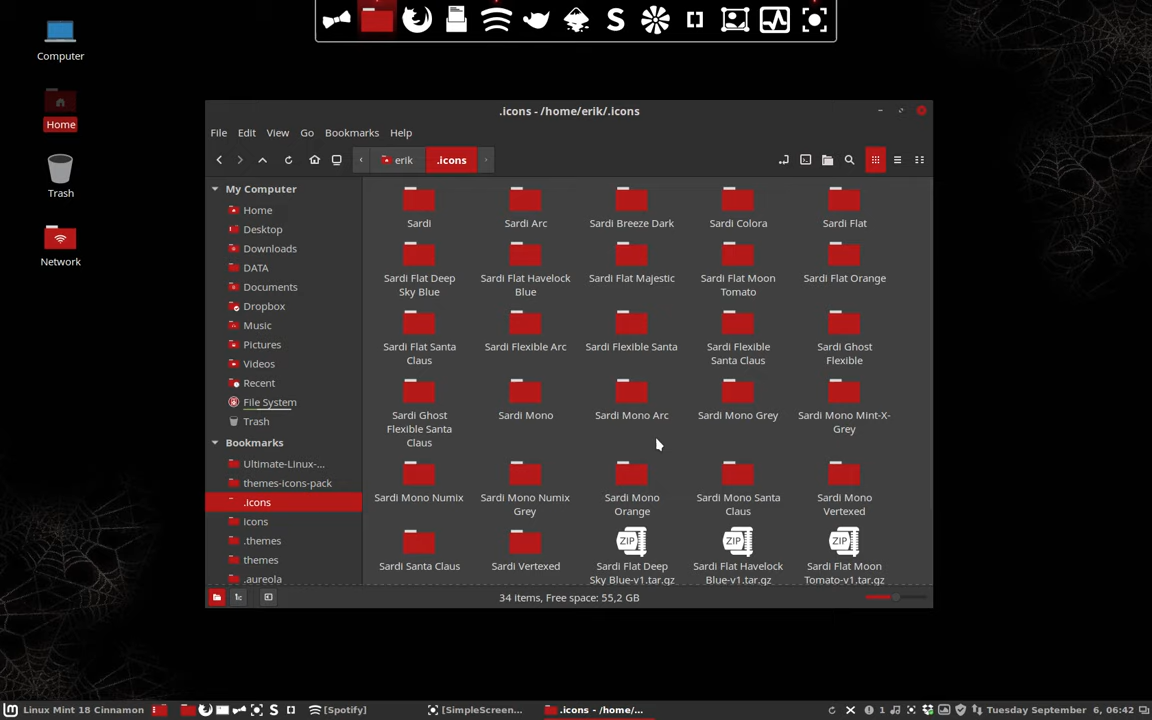 Computer
Home
Trash
Network
.icons - /home/erik/.icons
File Edit View Go Bookmarks Help
erik .icons
My Computer
Home
Desktop
Downloads
DATA
Documents
Dropbox
Music
Pictures
Videos
Recent
File System
Trash
Bookmarks
Ultimate-Linux-...
themes-icons-pack
.icons
icons
.themes
themes
.aureola
Sardi Sardi Arc Sardi Breeze Dark Sardi Colora Sardi Flat
Sardi Flat Deep Sardi Flat Havelock Sardi Flat Majestic Sardi Flat Moon Sardi Flat Orange
Sky Blue Blue Tomato
Sardi Flat Santa Sardi Flexible Arc Sardi Flexible Santa Sardi Flexible Sardi Ghost
Claus Santa Claus Flexible
Sardi Ghost Sardi Mono Sardi Mono Arc Sardi Mono Grey Sardi Mono Mint-X-
Flexible Santa Grey
Claus
Sardi Mono Numix Sardi Mono Numix Sardi Mono Sardi Mono Santa Sardi Mono
Grey Orange Claus Vertexed
ZIP ZIP ZIP
Sardi Santa Claus Sardi Vertexed Sardi Flat Deep Sardi Flat Havelock Sardi Flat Moon
Sky Blue-v1.tar.gz Blue-v1.tar.gz Tomato-v1.tar.gz
34 items, Free space: 55,2 GB
Linux Mint 18 Cinnamon [Spotify] [SimpleScreen... .icons - /home/... 1 Tuesday September 6, 06:42